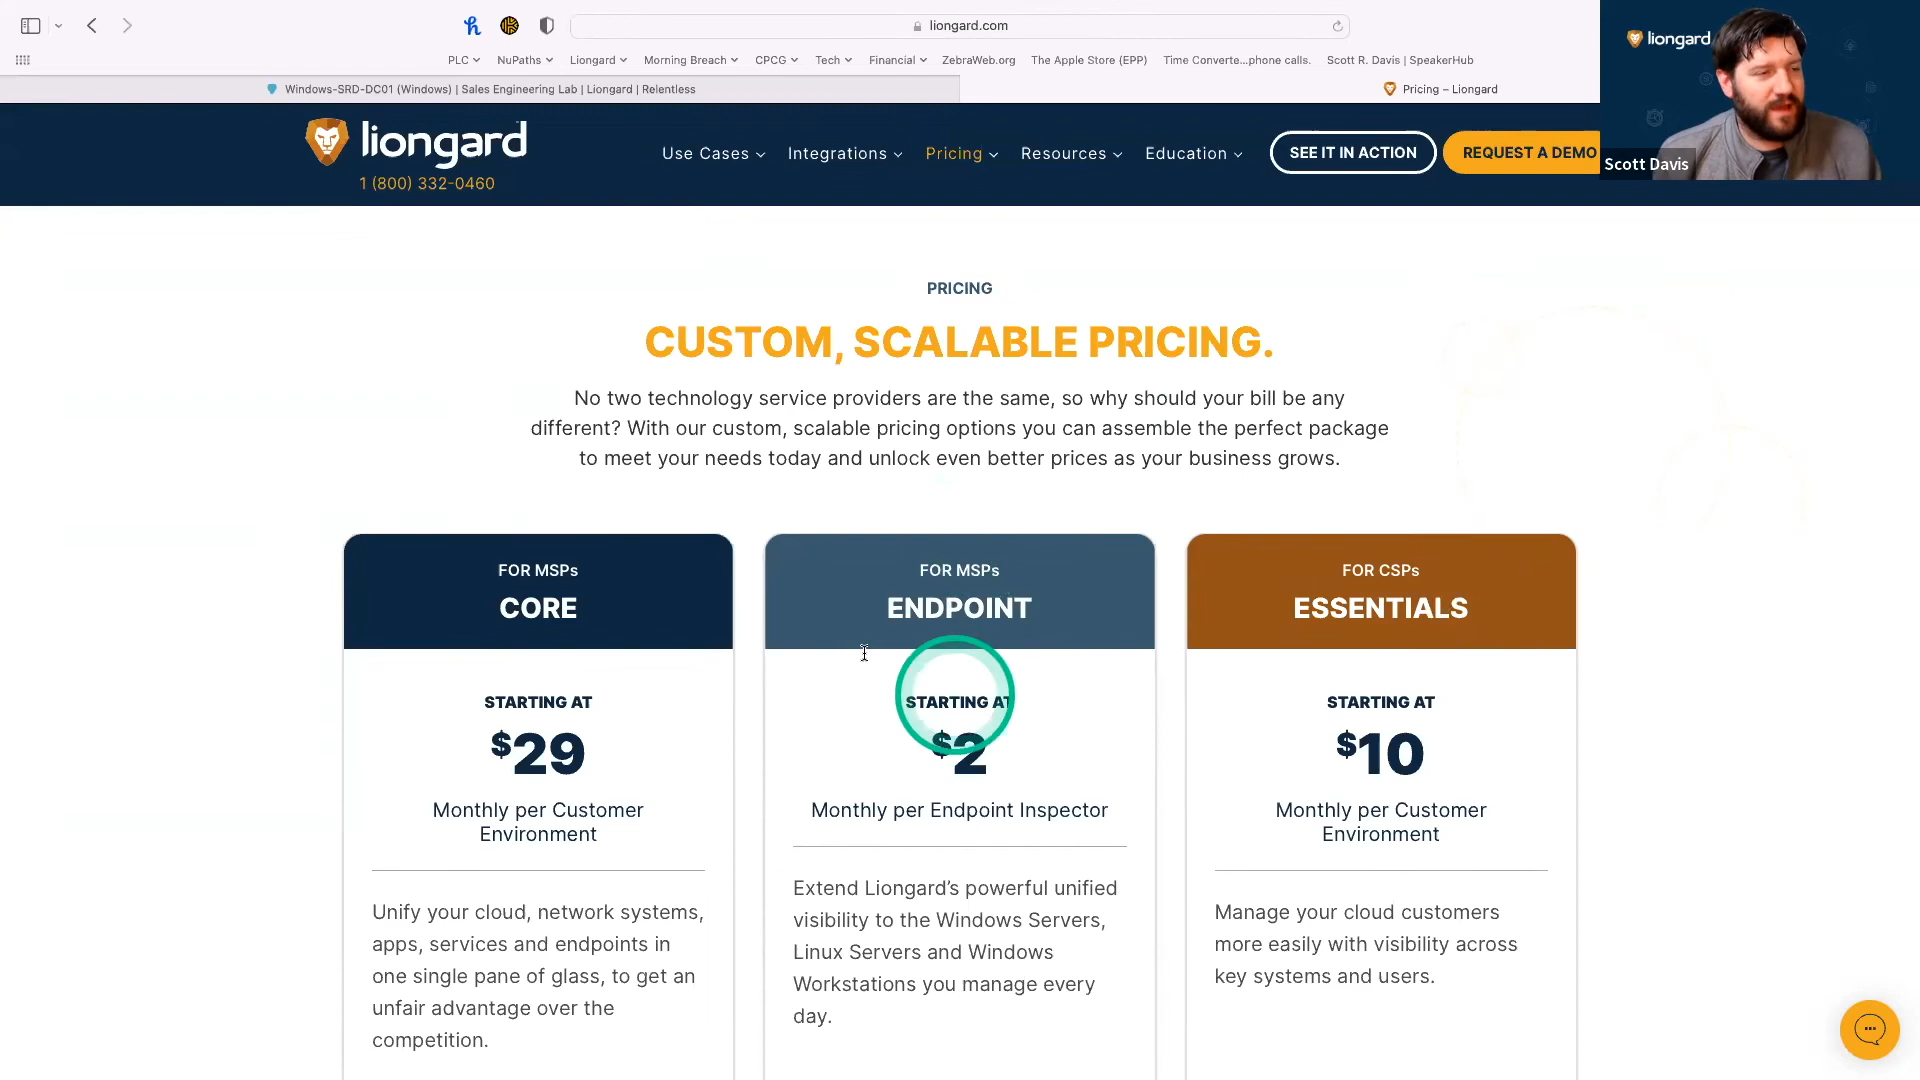 liongard.com
PLC
NuPaths
Liongard
Morning Breach
CPCG
Tech
Financial
ZebraWeb.org
The Apple Store (EPP)
Time Converte...phone calls.
Scott R. Davis | SpeakerHub
Windows-SRD-DC01 (Windows) | Sales Engineering Lab | Liongard | Relentless
Pricing – Liongard
liongard
Scott Davis
liongard
1 (800) 332-0460
Use Cases
Integrations
Pricing
Resources
Education
SEE IT IN ACTION
REQUEST A DEMO
PRICING
CUSTOM, SCALABLE PRICING.
No two technology service providers are the same, so why should your bill be any
different? With our custom, scalable pricing options you can assemble the perfect package
to meet your needs today and unlock even better prices as your business grows.
FOR MSPs
CORE
STARTING AT
$29
Monthly per Customer
Environment
Unify your cloud, network systems,
apps, services and endpoints in
one single pane of glass, to get an
unfair advantage over the
competition.
FOR MSPs
ENDPOINT
STARTING AT
$2
Monthly per Endpoint Inspector
Extend Liongard’s powerful unified
visibility to the Windows Servers,
Linux Servers and Windows
Workstations you manage every
day.
FOR CSPs
ESSENTIALS
STARTING AT
$10
Monthly per Customer
Environment
Manage your cloud customers
more easily with visibility across
key systems and users.